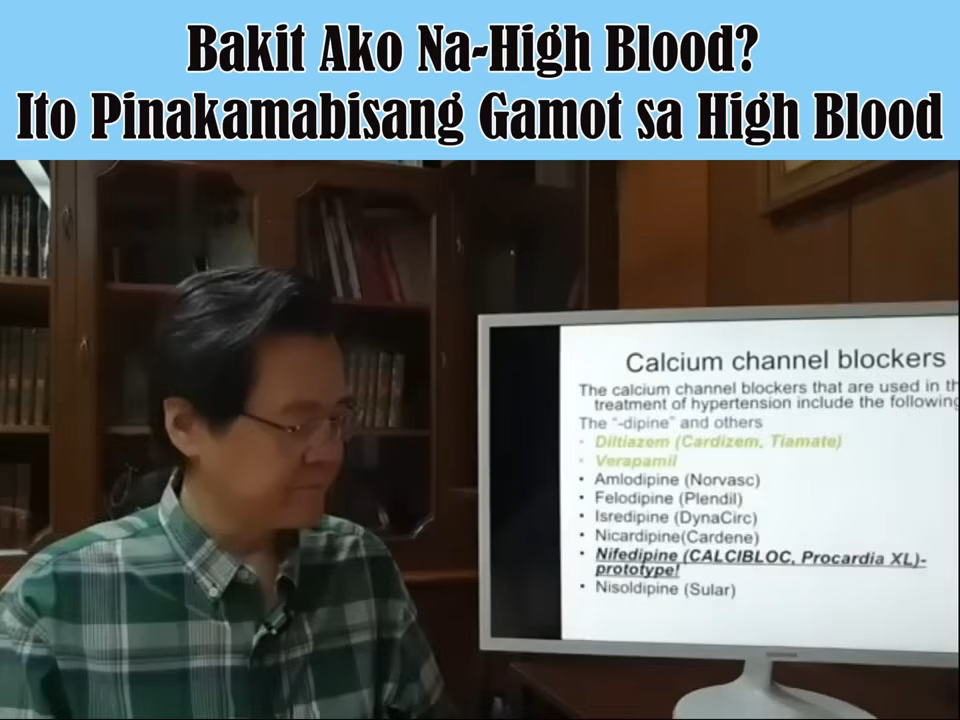 Bakit Ako Na-High Blood?
Ito Pinakamabisang Gamot sa High Blood
Calcium channel blockers
The calcium channel blockers that are used in th
treatment of hypertension include the following
The "-dipine" and others
• Diltiazem (Cardizem, Tiamate)
• Verapamil
• Amlodipine (Norvasc)
• Felodipine (Plendil)
• Isredipine (DynaCirc)
• Nicardipine(Cardene)
• Nifedipine (CALCIBLOC, Procardia XL)-
prototype!
• Nisoldipine (Sular)